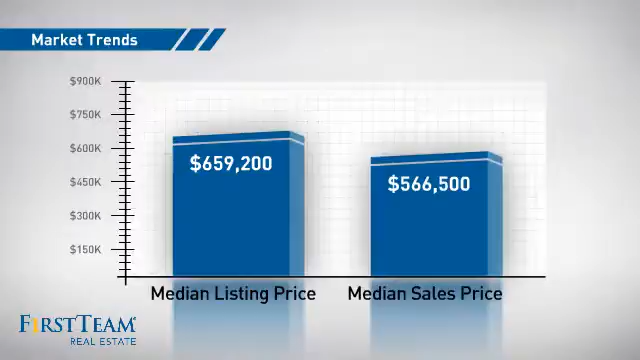 Market Trends
$900K
$750K
$600K
$450K
$300K
$150K
$659,200
$566,500
Median Listing Price
Median Sales Price
FIRSTTEAM®
REAL ESTATE